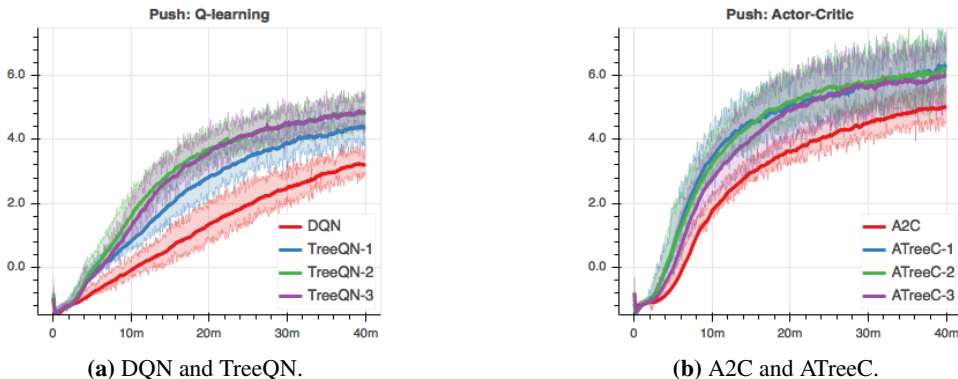 Push: Q-learning
6.0
4.0
2.0
0.0
DQN
TreeQN-1
TreeQN-2
TreeQN-3
0 10m 20m 30m 40m
(a) DQN and TreeQN.
Push: Actor-Critic
6.0
4.0
2.0
0.0
A2C
ATreeC-1
ATreeC-2
ATreeC-3
0 10m 20m 30m 40m
(b) A2C and ATreeC.